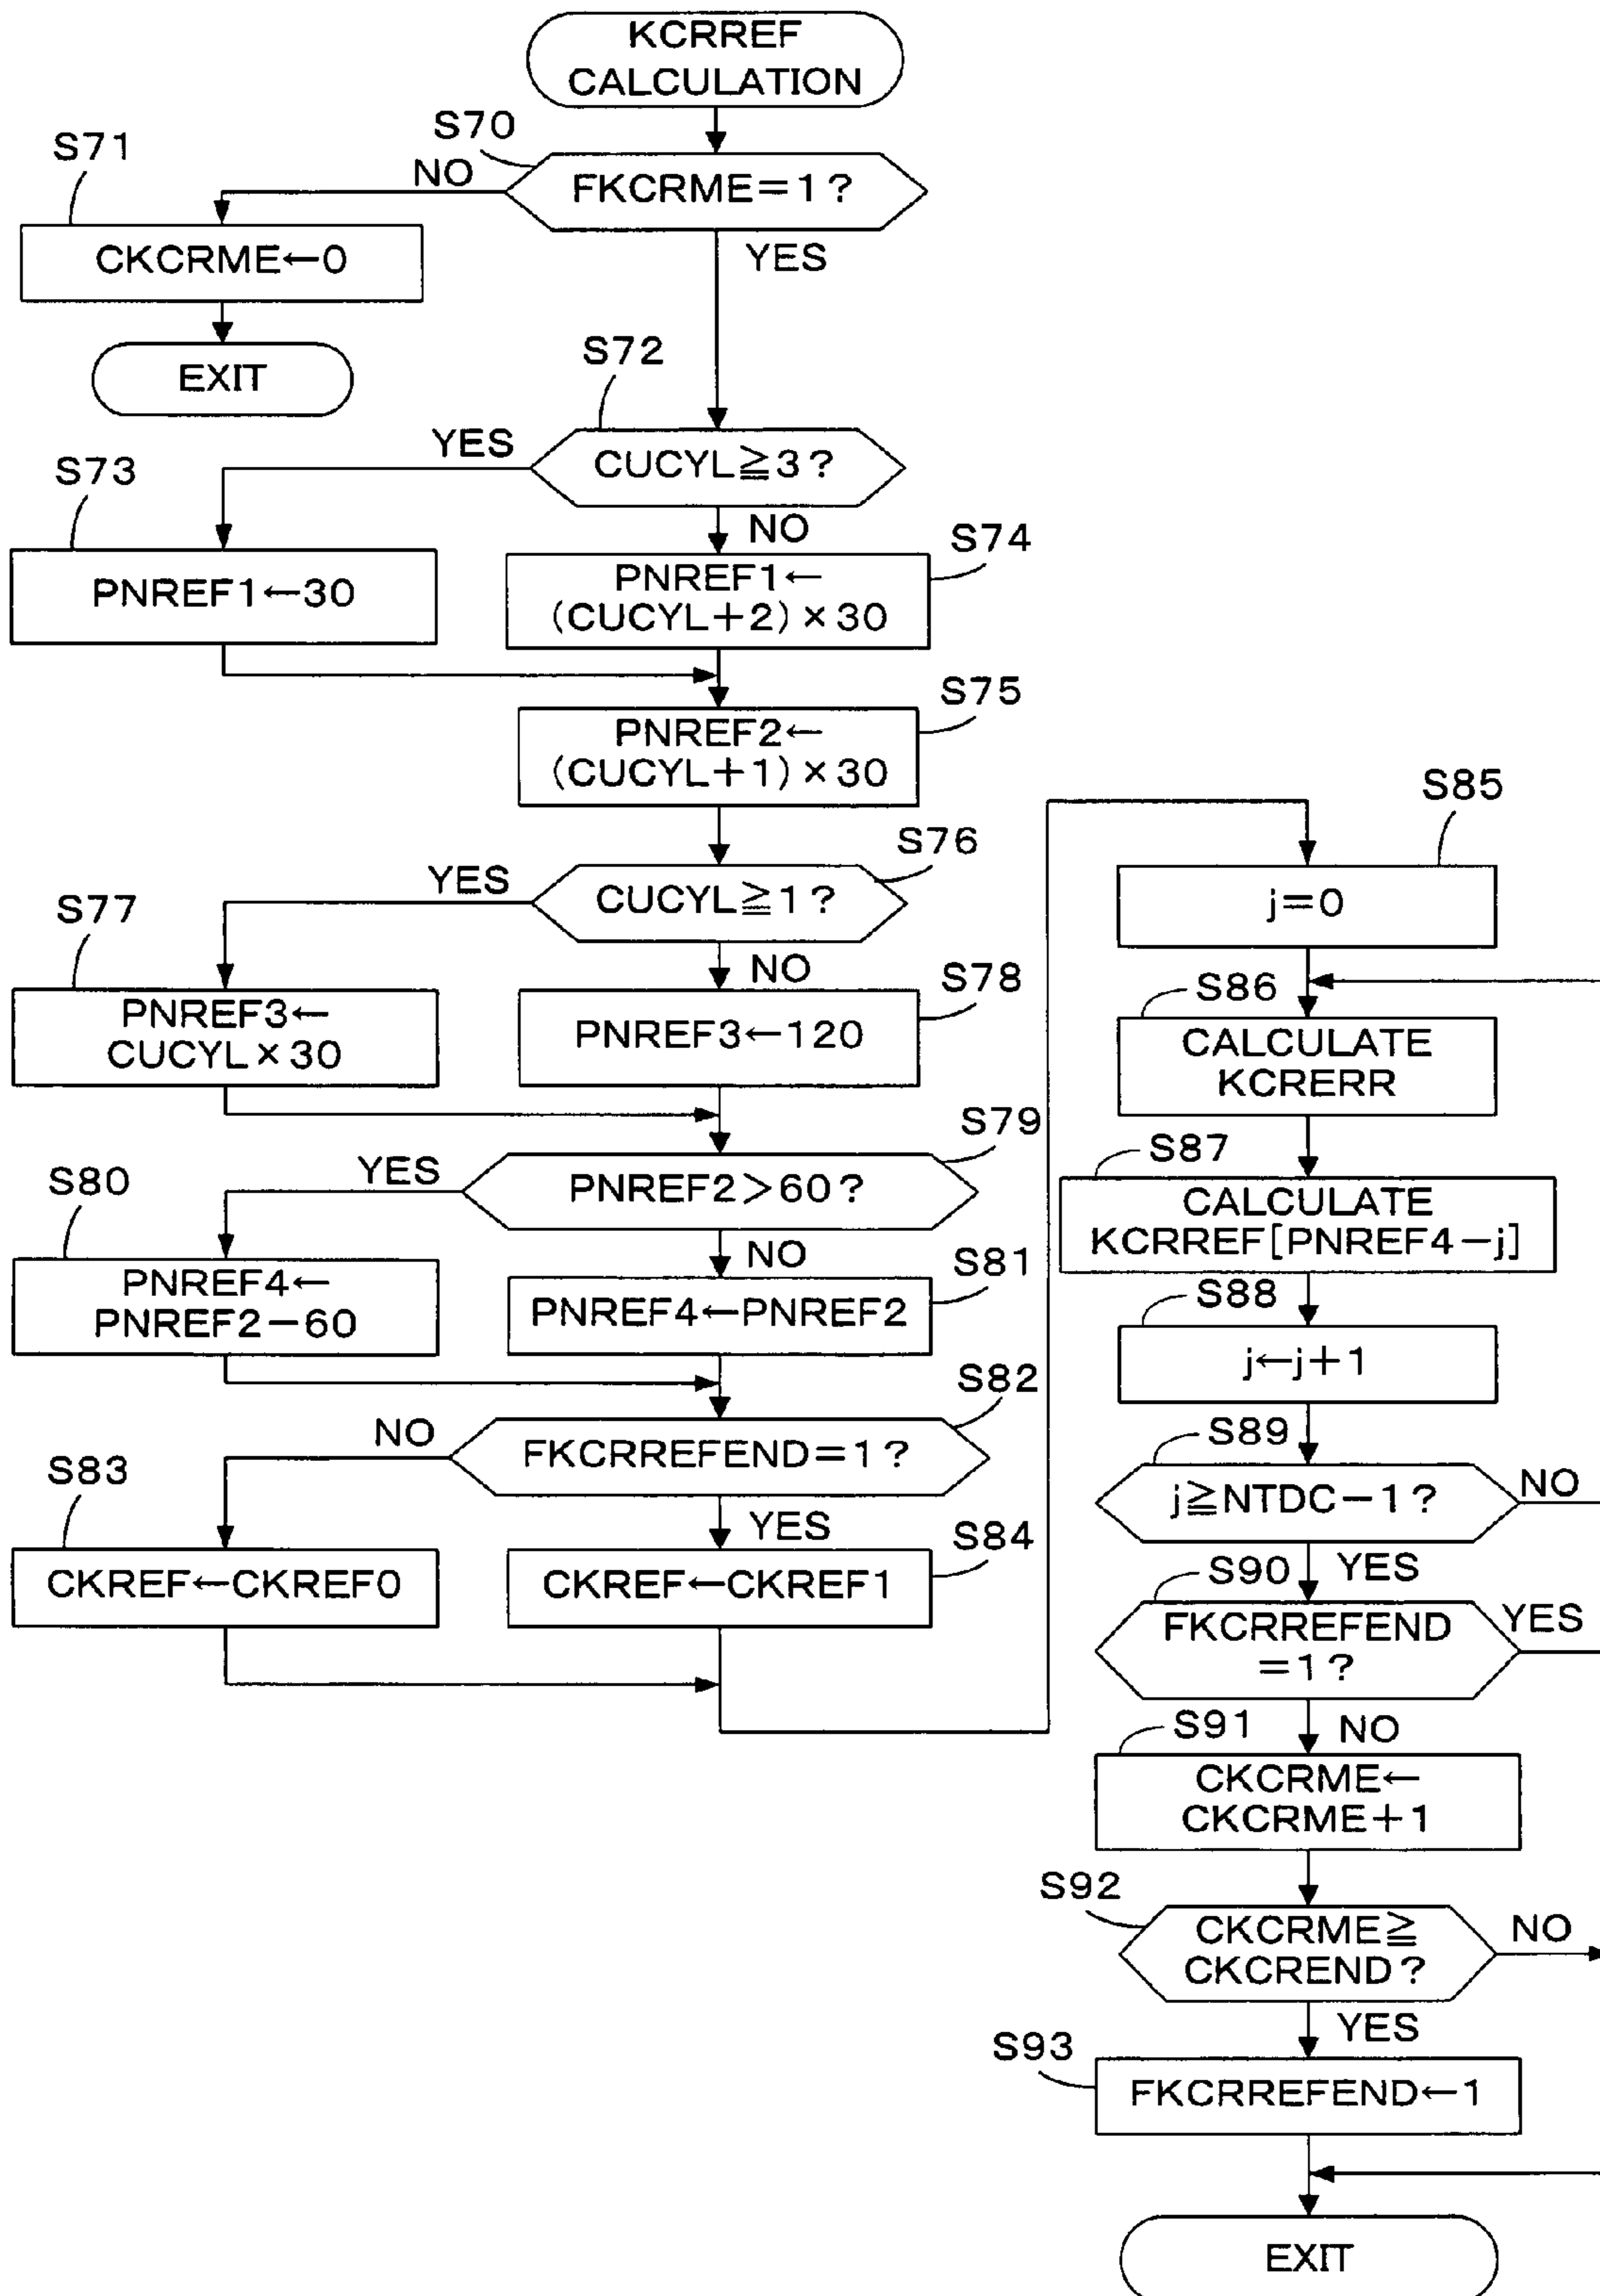 KCRREF
CALCULATION
S70
FKCRME=1?
NO
YES
S71
CKCRME←0
EXIT
S72
CUCYL≧3?
YES
NO
S73
PNREF1←30
S74
PNREF1←
(CUCYL+2)×30
S75
PNREF2←
(CUCYL+1)×30
S76
CUCYL≧1?
YES
NO
S77
PNREF3←
CUCYL×30
S78
PNREF3←120
S79
PNREF2>60?
YES
NO
S80
PNREF4←
PNREF2−60
S81
PNREF4←PNREF2
S82
FKCRREFEND=1?
NO
YES
S83
CKREF←CKREF0
S84
CKREF←CKREF1
S85
j=0
S86
CALCULATE
KCRERR
S87
CALCULATE
KCRREF[PNREF4−j]
S88
j←j+1
S89
j≧NTDC−1?
NO
YES
S90
FKCRREFEND
=1?
YES
NO
S91
CKCRME←
CKCRME+1
S92
CKCRME≧
CKCREND?
NO
YES
S93
FKCRREFEND←1
EXIT